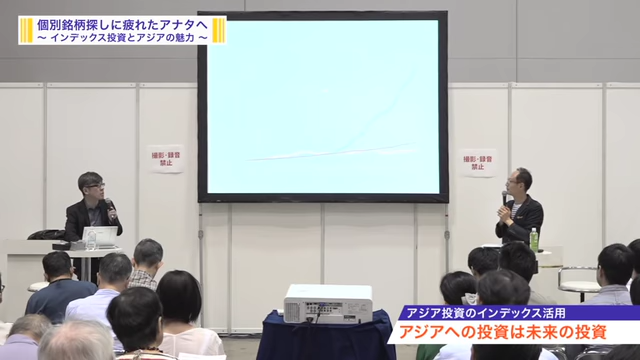 個別銘柄探しに疲れたアナタへ
～ インデックス投資とアジアの魅力 ～
撮影・録音
禁止
撮影・録音
禁止
アジア投資のインデックス活用
アジアへの投資は未来の投資